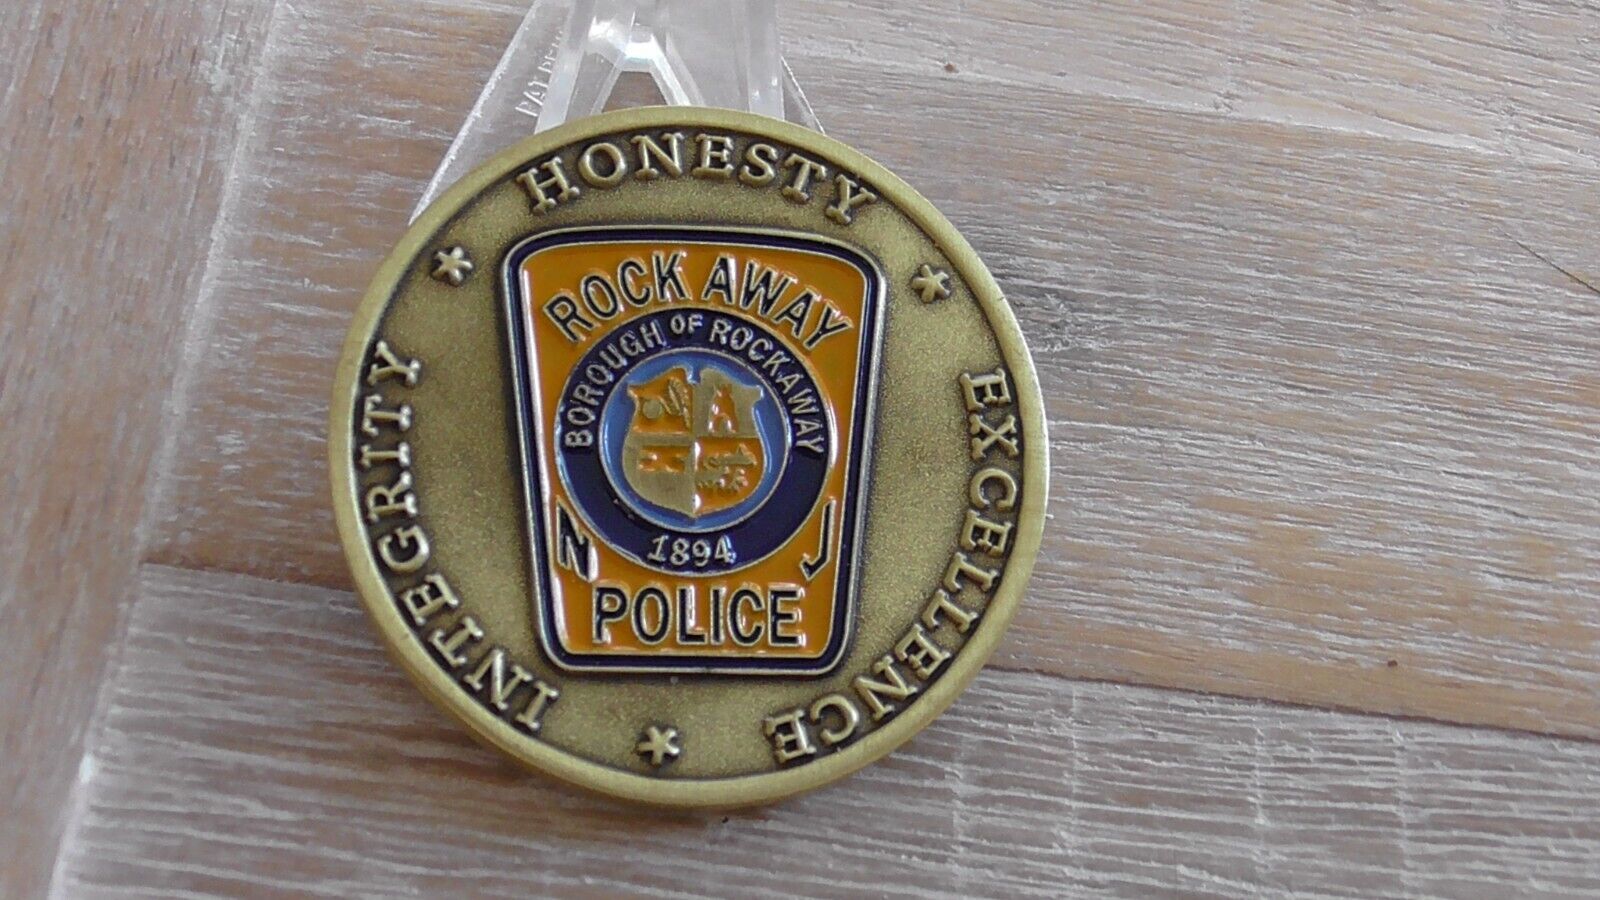 HONESTY
EXCELLENCE
INTEGRITY
ROCK AWAY
BOROUGH OF ROCKAWAY
1894
N J
POLICE